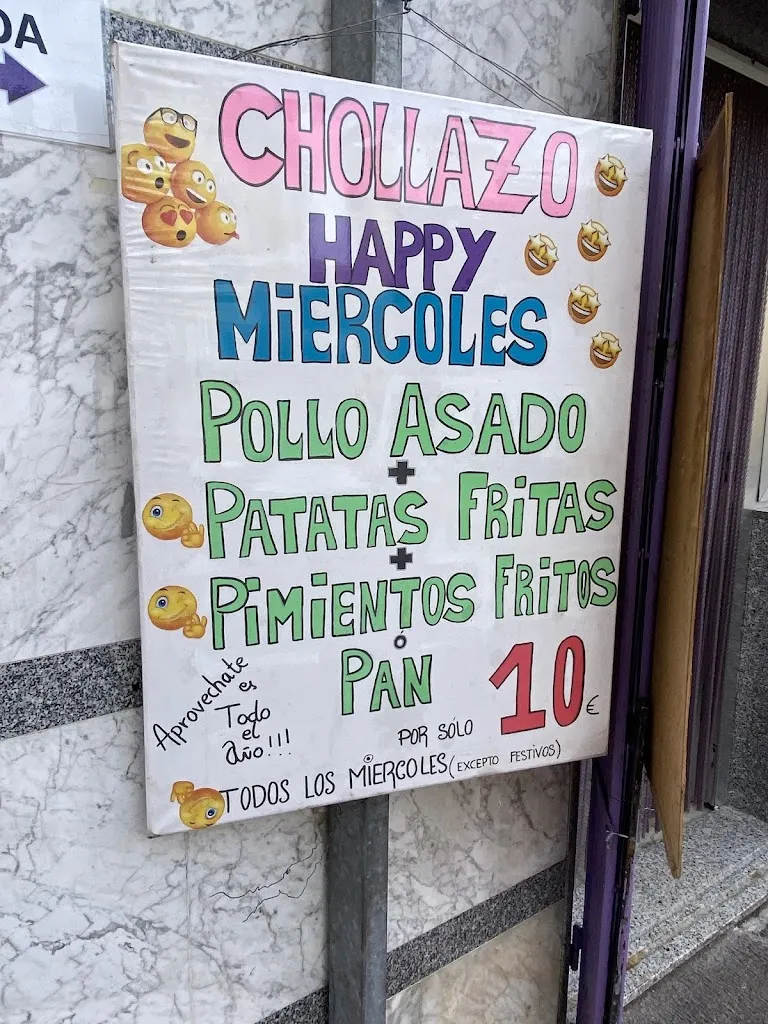 DA
CHOLLAZO
HAPPY
MiERCOLES
POLLO ASADO
+
PATATAS FRiTAS
+
PiMiENTOS FRiTOS
O
PAN
10€
Aprovechate
es
Todo
el
año!!!
POR SÓLO
TODOS LOS MIERCOLES (EXCEPTO FESTIVOS)